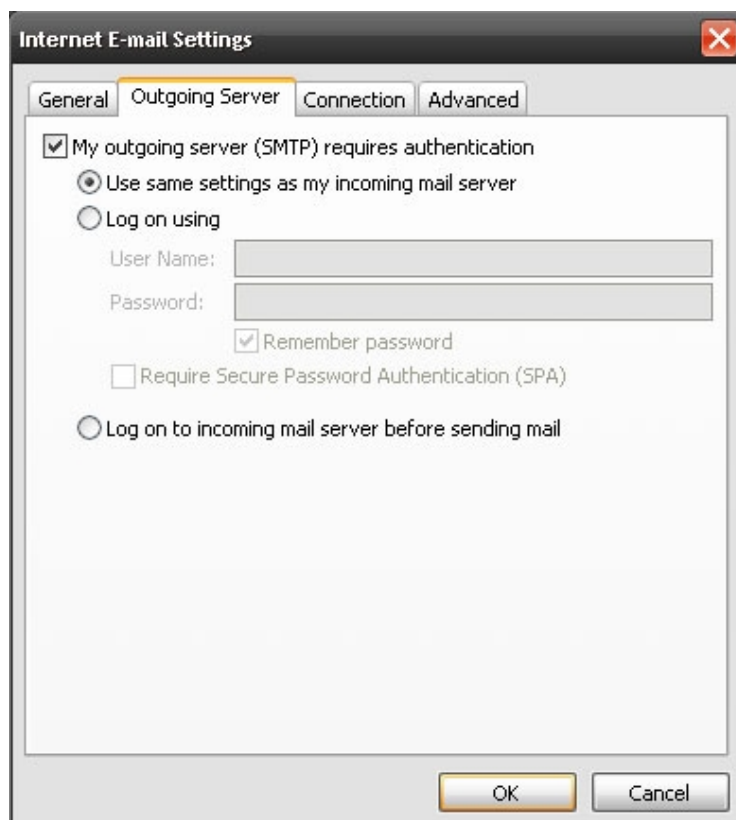 Internet E-mail Settings
General Outgoing Server Connection Advanced
My outgoing server (SMTP) requires authentication
Use same settings as my incoming mail server
Log on using
User Name:
Password:
Remember password
Require Secure Password Authentication (SPA)
Log on to incoming mail server before sending mail
OK Cancel